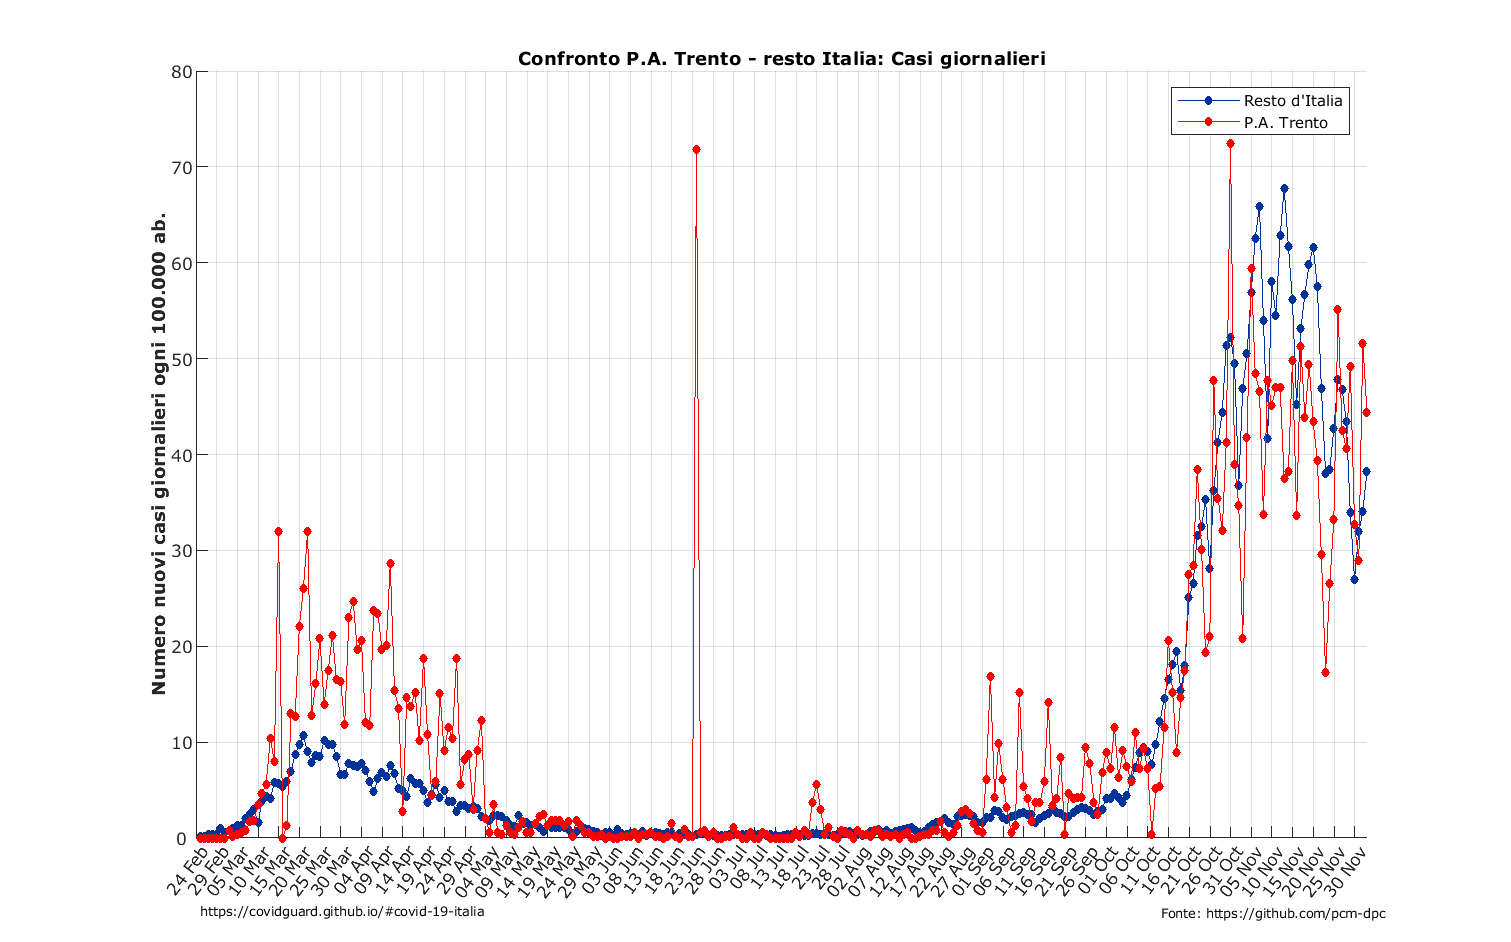 Confronto P.A. Trento - resto Italia: Casi giornalieri
Resto d'Italia
P.A. Trento
Numero nuovi casi giornalieri ogni 100.000 ab.
80
70
60
50
40
30
20
10
0
24 Feb
29 Feb
05 Mar
10 Mar
15 Mar
20 Mar
25 Mar
30 Mar
04 Apr
09 Apr
14 Apr
19 Apr
24 Apr
29 Apr
04 May
09 May
14 May
19 May
24 May
29 May
03 Jun
08 Jun
13 Jun
18 Jun
23 Jun
28 Jun
03 Jul
08 Jul
13 Jul
18 Jul
23 Jul
28 Jul
02 Aug
07 Aug
12 Aug
17 Aug
22 Aug
27 Aug
01 Sep
06 Sep
11 Sep
16 Sep
21 Sep
26 Sep
01 Oct
06 Oct
11 Oct
16 Oct
21 Oct
26 Oct
31 Oct
05 Nov
10 Nov
15 Nov
20 Nov
25 Nov
30 Nov
https://covidguard.github.io/#covid-19-italia
Fonte: https://github.com/pcm-dpc